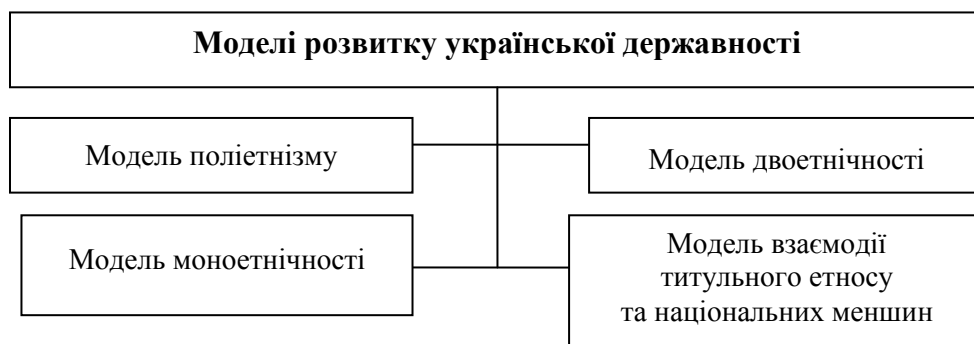 Моделі розвитку української державності
Модель поліетнізму
Модель двоетнічності
Модель моноетнічності
Модель взаємодії
титульного етносу
та національних меншин